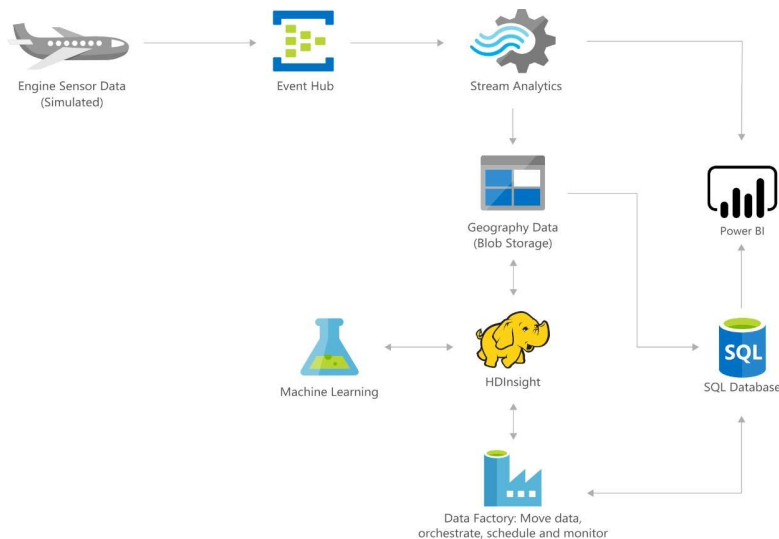 Engine Sensor Data
(Simulated)
Event Hub
Stream Analytics
Geography Data
(Blob Storage)
Power BI
Machine Learning
HDInsight
SQL
SQL Database
Data Factory: Move data,
orchestrate, schedule and monitor